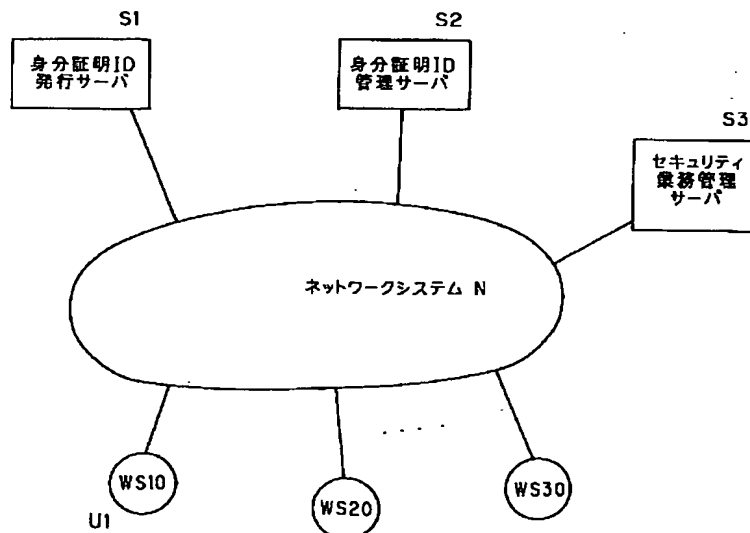 S1
身分証明ID
発行サーバ
S2
身分証明ID
管理サーバ
S3
セキュリティ
業務管理
サーバ
ネットワークシステム N
WS10
U1
WS20
WS30